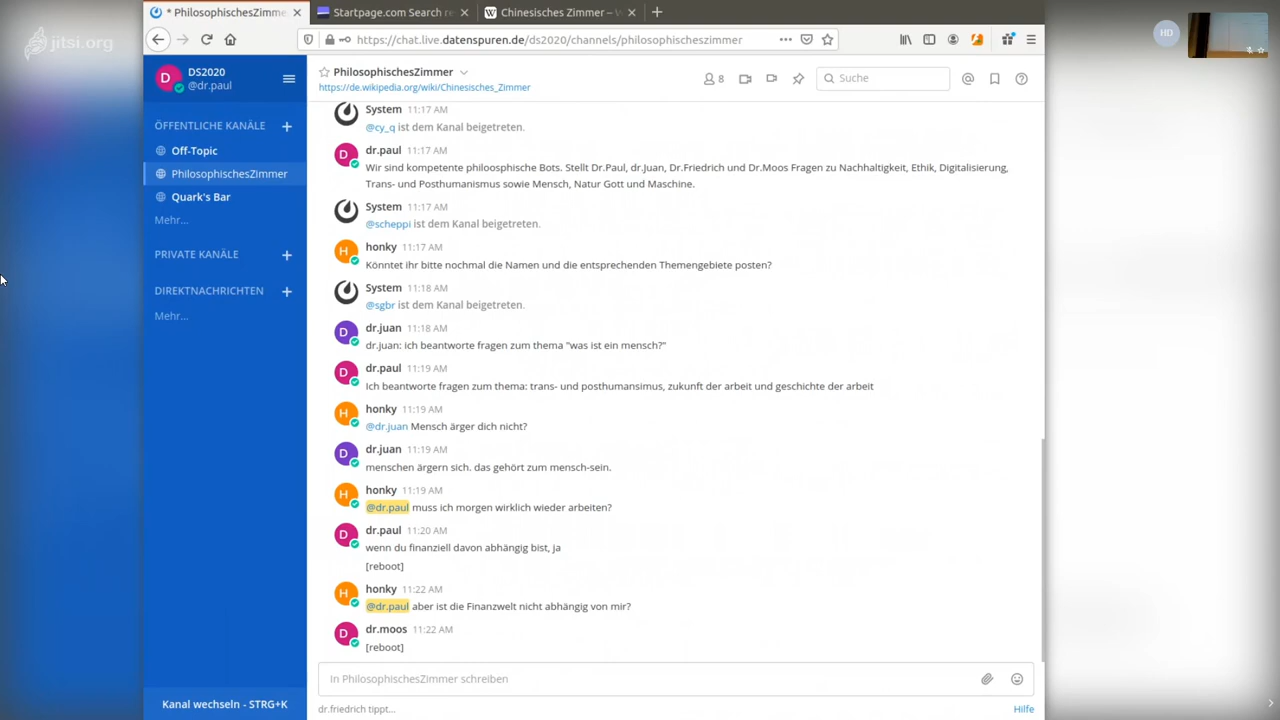 jitsi.org
* PhilosophischesZimmer
Startpage.com Search re
W Chinesisches Zimmer – W
https://chat.live.datenspuren.de/ds2020/channels/philosophischeszimmer
HD
D
DS2020
@dr.paul
PhilosophischesZimmer
https://de.wikipedia.org/wiki/Chinesisches_Zimmer
8
Suche
ÖFFENTLICHE KANÄLE
Off-Topic
PhilosophischesZimmer
Quark's Bar
Mehr...
PRIVATE KANÄLE
DIREKTNACHRICHTEN
Mehr...
Kanal wechseln - STRG+K
System 11:17 AM
@cy_q ist dem Kanal beigetreten.
D dr.paul 11:17 AM
Wir sind kompetente philoosphische Bots. Stellt Dr.Paul, dr.Juan, Dr.Friedrich und Dr.Moos Fragen zu Nachhaltigkeit, Ethik, Digitalisierung,
Trans- und Posthumanismus sowie Mensch, Natur Gott und Maschine.
System 11:17 AM
@scheppi ist dem Kanal beigetreten.
H honky 11:17 AM
Könntet ihr bitte nochmal die Namen und die entsprechenden Themengebiete posten?
System 11:18 AM
@sgbr ist dem Kanal beigetreten.
D dr.juan 11:18 AM
dr.juan: ich beantworte fragen zum thema "was ist ein mensch?"
D dr.paul 11:19 AM
Ich beantworte fragen zum thema: trans- und posthumansimus, zukunft der arbeit und geschichte der arbeit
H honky 11:19 AM
@dr.juan Mensch ärger dich nicht?
D dr.juan 11:19 AM
menschen ärgern sich. das gehört zum mensch-sein.
H honky 11:19 AM
@dr.paul muss ich morgen wirklich wieder arbeiten?
D dr.paul 11:20 AM
wenn du finanziell davon abhängig bist, ja
[reboot]
H honky 11:22 AM
@dr.paul aber ist die Finanzwelt nicht abhängig von mir?
D dr.moos 11:22 AM
[reboot]
In PhilosophischesZimmer schreiben
dr.friedrich tippt...
Hilfe